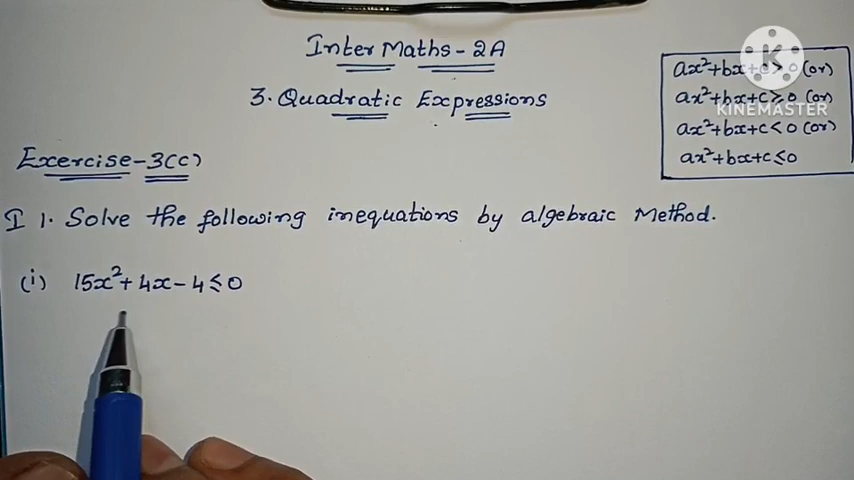 Inter Maths - 2A
3. Quadratic Expressions
ax²+bx+c > 0 (or)
ax²+bx+c ≥ 0 (or)
ax²+bx+c < 0 (or)
ax²+bx+c ≤ 0
K
KINEMASTER
Exercise-3(c)
I 1. Solve the following inequations by algebraic Method.
(i) 15x²+4x-4≤0